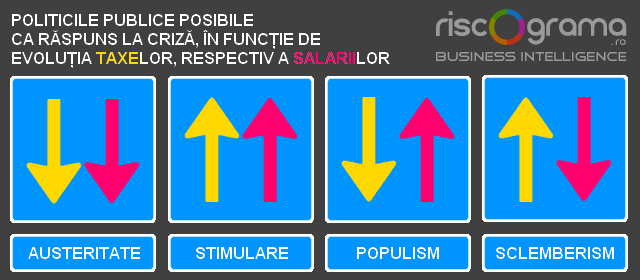 POLITICILE PUBLICE POSIBILE
CA RĂSPUNS LA CRIZĂ, ÎN FUNCȚIE DE
EVOLUȚIA TAXELOR, RESPECTIV A SALARIILOR
riscograma
.ro
BUSINESS INTELLIGENCE
AUSTERITATE
STIMULARE
POPULISM
SCLEMBERISM